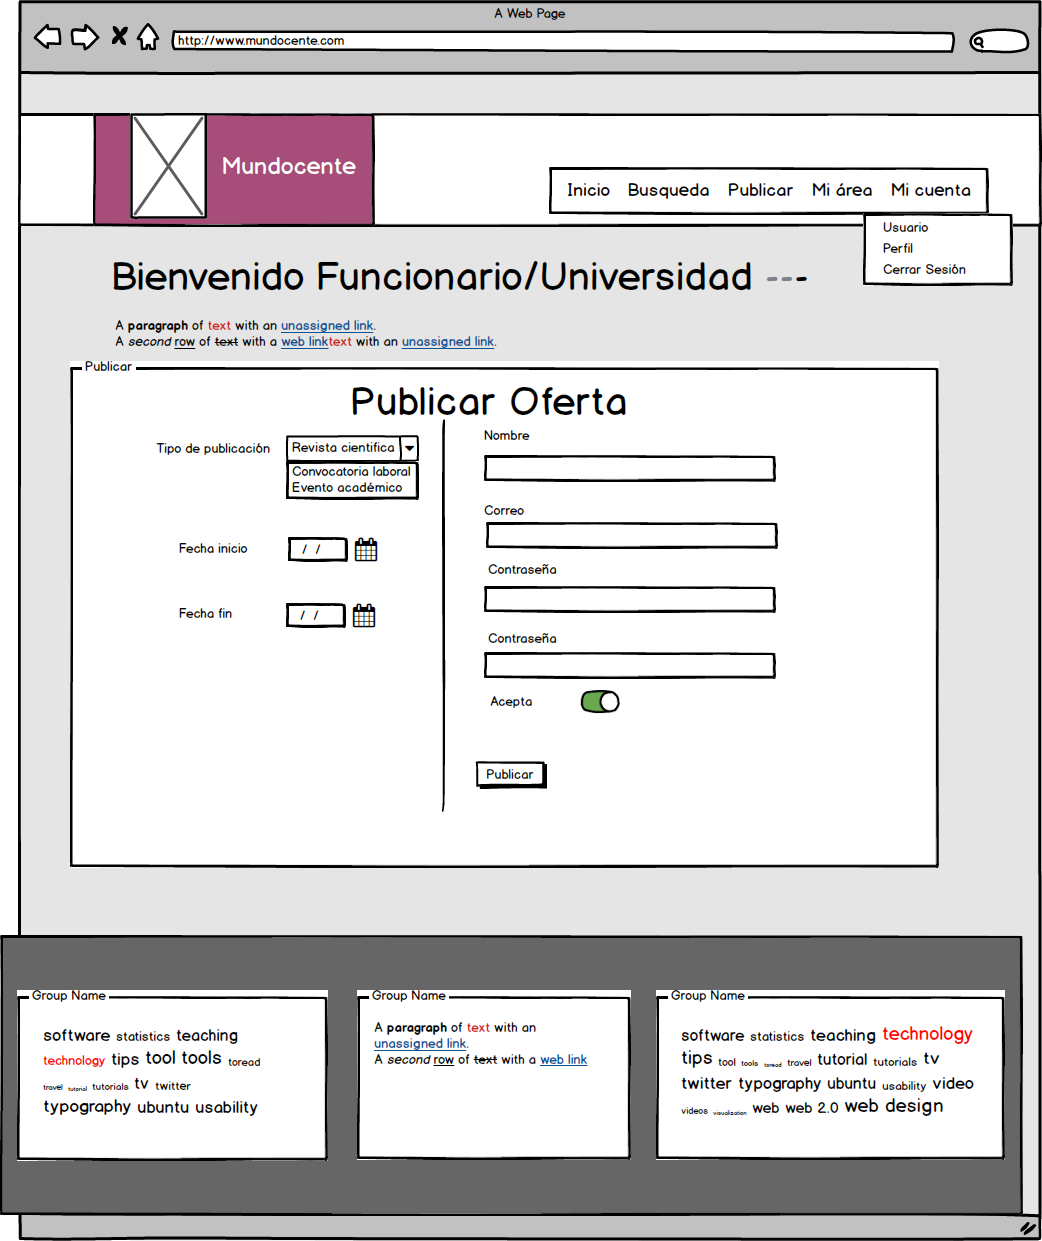 A Web Page
http://www.mundocente.com
Mundocente
Inicio Busqueda Publicar Mi área Mi cuenta
Usuario
Perfil
Cerrar Sesión
Bienvenido Funcionario/Universidad ---
A paragraph of text with an unassigned link.
A second row of text with a web linktext with an unassigned link.
Publicar
Publicar Oferta
Tipo de publicación
Revista cientifica
Convocatoria laboral
Evento académico
Fecha inicio
/ /
Fecha fin
/ /
Nombre
Correo
Contraseña
Contraseña
Acepta
Publicar
Group Name
software statistics teaching
technology tips tool tools toread
travel tutorial tutorials tv twitter
typography ubuntu usability
Group Name
A paragraph of text with an
unassigned link.
A second row of text with a web link
Group Name
software statistics teaching technology
tips tool tools toread travel tutorial tutorials tv
twitter typography ubuntu usability video
videos visualization web web 2.0 web design